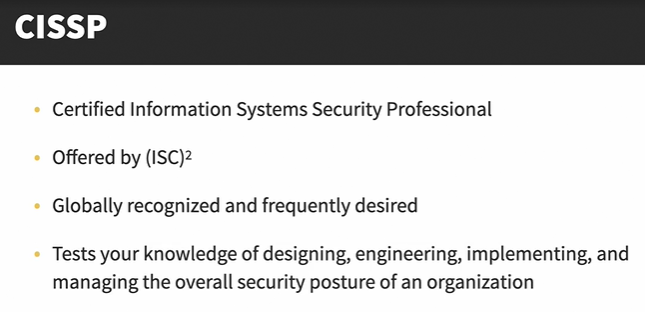 CISSP
• Certified Information Systems Security Professional
• Offered by (ISC)²
• Globally recognized and frequently desired
• Tests your knowledge of designing, engineering, implementing, and
managing the overall security posture of an organization